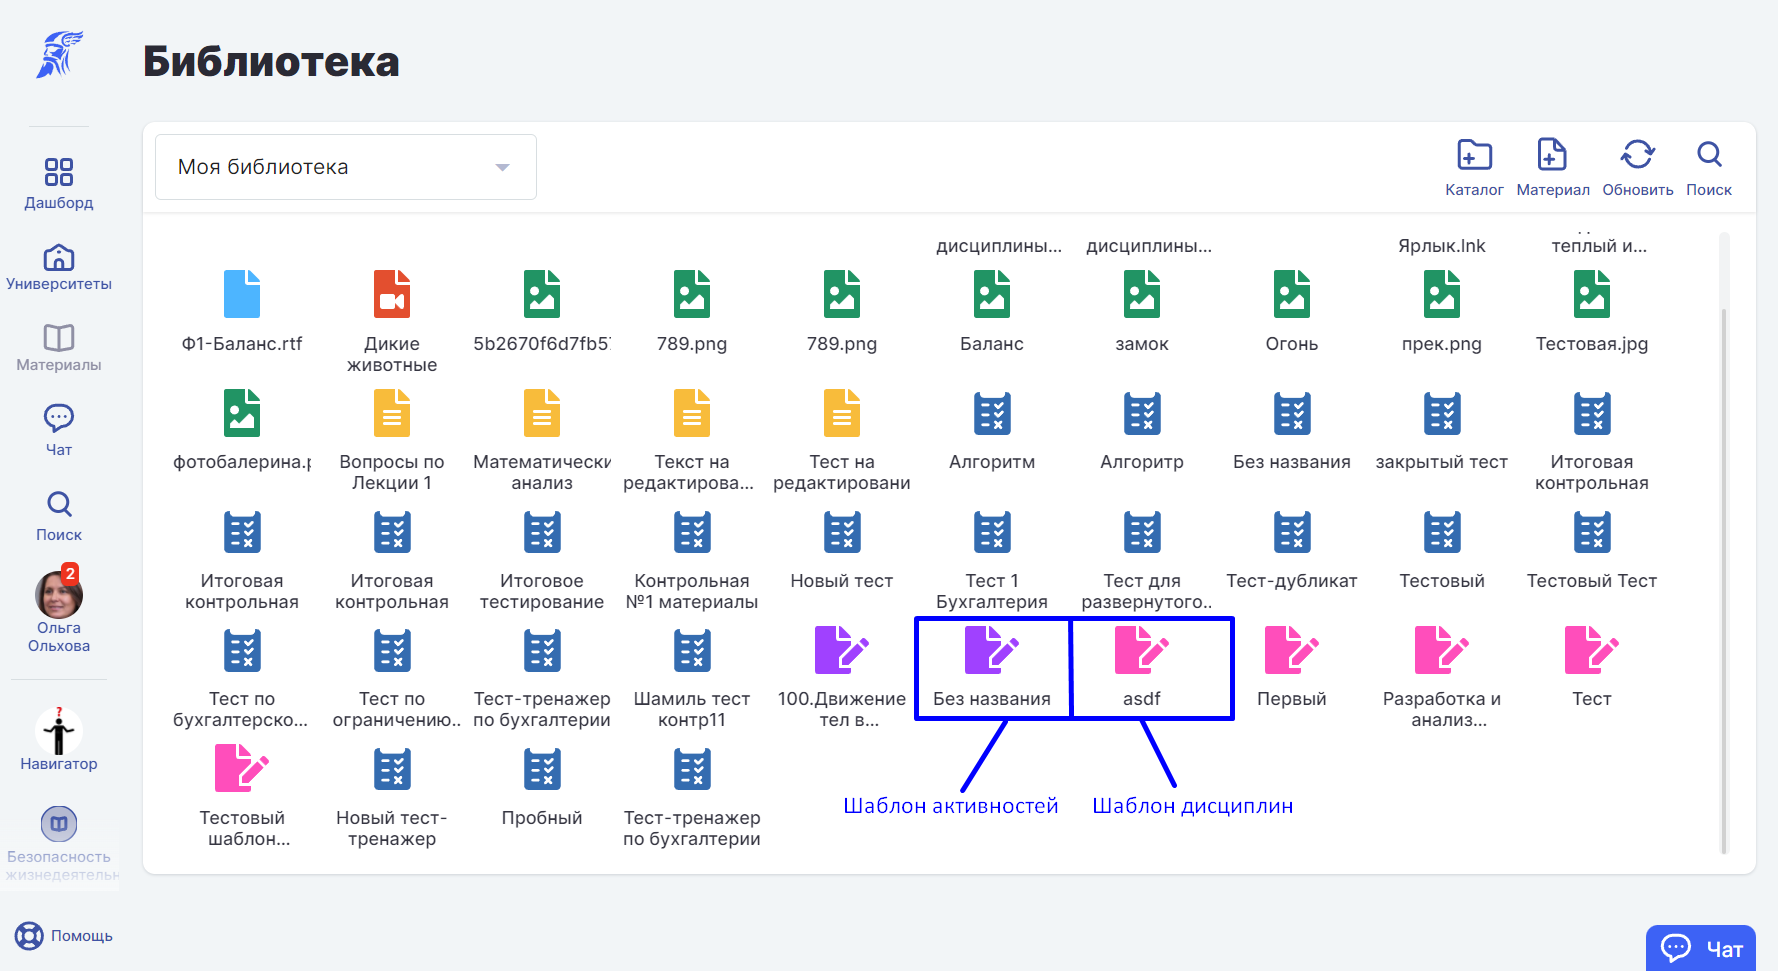 Библиотека
Моя библиотека
Каталог
Материал
Обновить
Поиск
Дашборд
Университеты
Материалы
Чат
Поиск
2
Ольга
Ольхова
?
Навигатор
Безопасность
жизнедеятельн
Помощь
дисциплины... дисциплины... Ярлык.lnk теплый и...
Ф1-Баланс.rtf Дикие 5b2670f6d7fb5 789.png 789.png Баланс замок Огонь прек.png Тестовая.jpg
животные
фотобалерина.р Вопросы по Математически Текст на Тест на Алгоритм Алгоритр Без названия закрытый тест Итоговая
Лекции 1 анализ редактирова... редактировани контрольная
Итоговая Итоговая Итоговое Контрольная Новый тест Тест 1 Тест для Тест-дубликат Тестовый Тестовый Тест
контрольная контрольная тестирование №1 материалы Бухгалтерия развернутого..
Тест по Тест по Тест-тренажер Шамиль тест 100.Движение Без названия asdf Первый Разработка и Тест
бухгалтерско... ограничению.. по бухгалтерии контр11 тел в... анализ...
Шаблон активностей Шаблон дисциплин
Тестовый Новый тест- Пробный Тест-тренажер
шаблон... тренажер по бухгалтерии
Чат